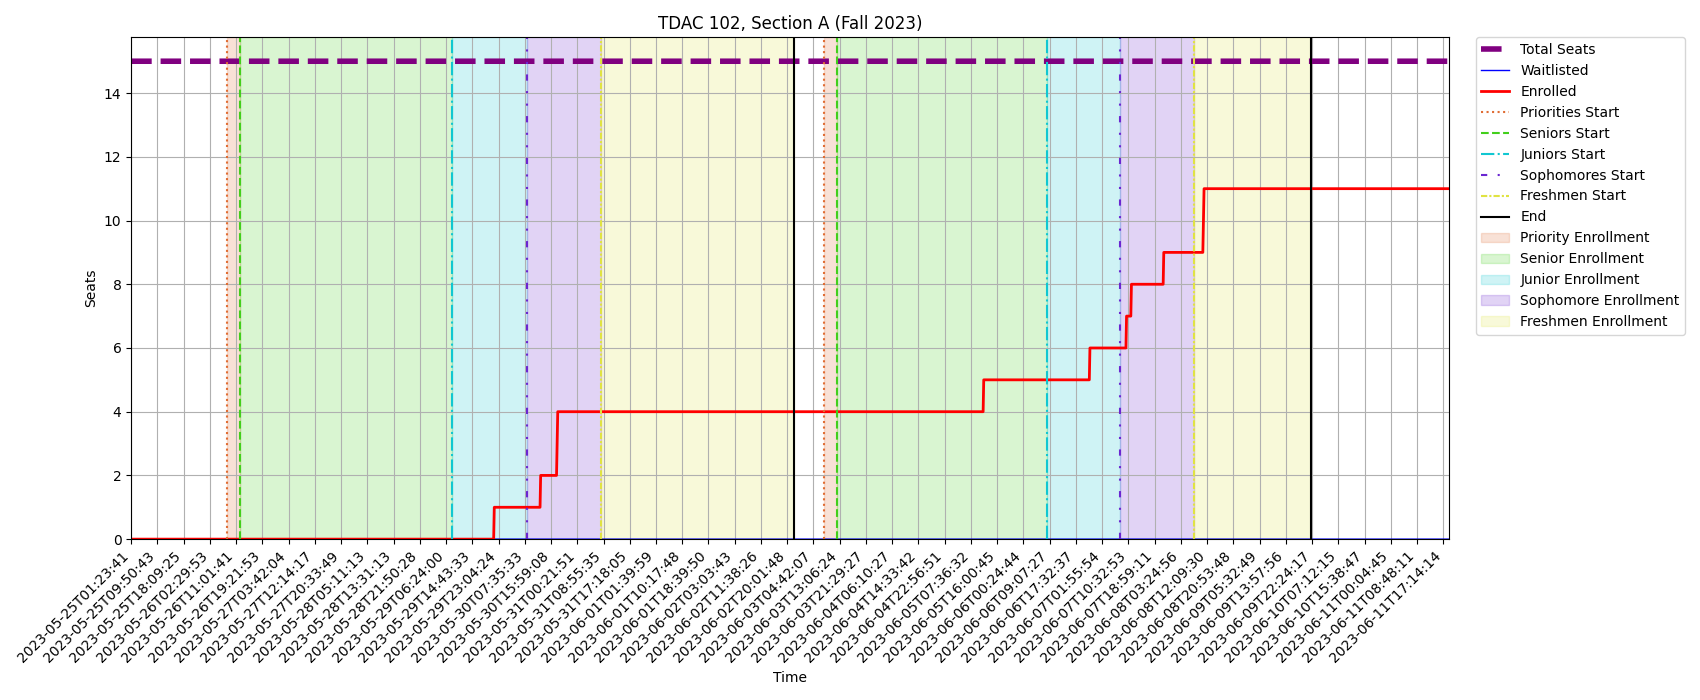 TDAC 102, Section A (Fall 2023)
Seats
14
12
10
8
6
4
2
0
2023-05-25T01:23:41
2023-05-25T09:50:43
2023-05-25T18:09:25
2023-05-26T02:29:53
2023-05-26T11:01:41
2023-05-26T19:21:53
2023-05-27T03:42:04
2023-05-27T12:14:17
2023-05-27T20:33:49
2023-05-28T05:11:13
2023-05-28T13:31:13
2023-05-28T21:50:28
2023-05-29T06:24:00
2023-05-29T14:43:33
2023-05-29T23:04:24
2023-05-30T07:35:33
2023-05-30T15:59:08
2023-05-31T00:21:51
2023-05-31T08:55:35
2023-05-31T17:18:05
2023-06-01T01:39:59
2023-06-01T10:17:48
2023-06-01T18:39:50
2023-06-02T03:03:43
2023-06-02T11:38:26
2023-06-02T20:01:48
2023-06-03T04:42:07
2023-06-03T13:06:24
2023-06-03T21:29:27
2023-06-04T06:10:27
2023-06-04T14:33:42
2023-06-04T22:56:51
2023-06-05T07:36:32
2023-06-05T16:00:45
2023-06-06T00:24:44
2023-06-06T09:07:27
2023-06-06T17:32:37
2023-06-07T01:55:54
2023-06-07T10:32:53
2023-06-07T18:59:11
2023-06-08T03:24:56
2023-06-08T12:09:30
2023-06-08T20:53:48
2023-06-09T05:32:49
2023-06-09T13:57:56
2023-06-09T22:24:17
2023-06-10T07:12:15
2023-06-10T15:38:47
2023-06-11T00:04:45
2023-06-11T08:48:11
2023-06-11T17:14:14
Time
Total Seats
Waitlisted
Enrolled
Priorities Start
Seniors Start
Juniors Start
Sophomores Start
Freshmen Start
End
Priority Enrollment
Senior Enrollment
Junior Enrollment
Sophomore Enrollment
Freshmen Enrollment